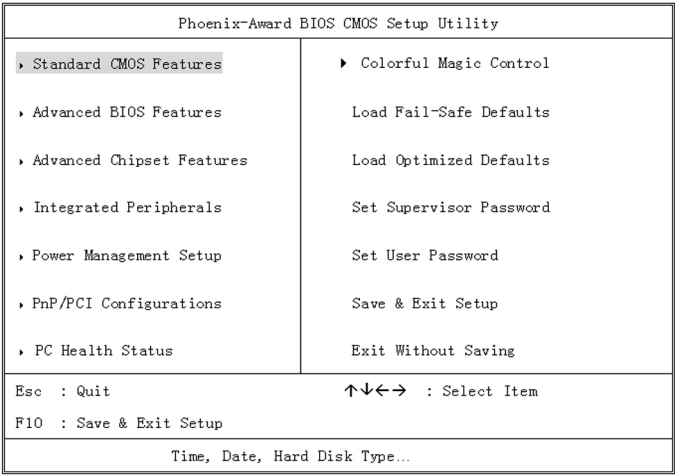 Phoenix-Award BIOS CMOS Setup Utility
Standard CMOS Features
Advanced BIOS Features
Advanced Chipset Features
Integrated Peripherals
Power Management Setup
PnP/PCI Configurations
PC Health Status
Colorful Magic Control
Load Fail-Safe Defaults
Load Optimized Defaults
Set Supervisor Password
Set User Password
Save & Exit Setup
Exit Without Saving
Esc : Quit
↑↓←→ : Select Item
F10 : Save & Exit Setup
Time, Date, Hard Disk Type...